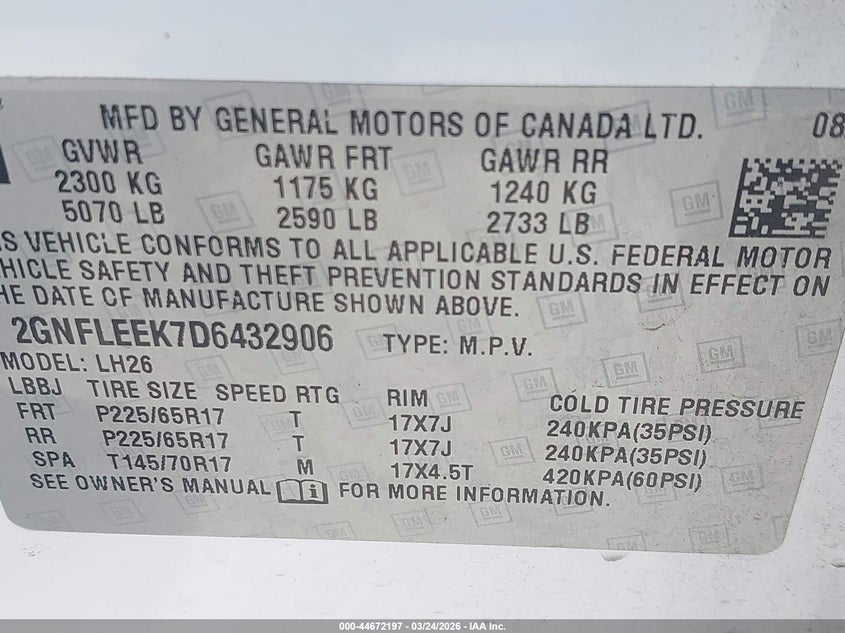 MFD BY GENERAL MOTORS OF CANADA LTD. 08
GVWR GAWR FRT GAWR RR
2300 KG 1175 KG 1240 KG
5070 LB 2590 LB 2733 LB
S VEHICLE CONFORMS TO ALL APPLICABLE U.S. FEDERAL MOTOR
HICLE SAFETY AND THEFT PREVENTION STANDARDS IN EFFECT ON
HE DATE OF MANUFACTURE SHOWN ABOVE.
2GNFLEEK7D6432906 TYPE: M.P.V.
MODEL: LH26
LBBJ TIRE SIZE SPEED RTG RIM COLD TIRE PRESSURE
FRT P225/65R17 T 17X7J 240KPA(35PSI)
RR P225/65R17 T 17X7J 240KPA(35PSI)
SPA T145/70R17 M 17X4.5T 420KPA(60PSI)
SEE OWNER'S MANUAL i FOR MORE INFORMATION.
000-44672197 - 03/24/2026 - IAA Inc.